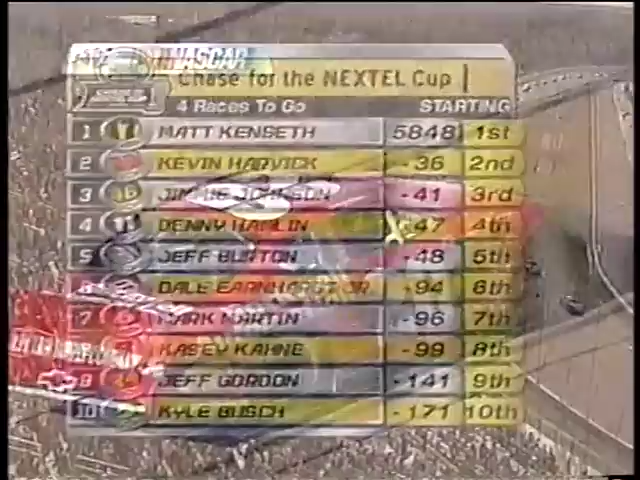 NASCAR
Chase for the NEXTEL Cup
4 Races To Go STARTING
1 MATT KENSETH 5848 1st
2 KEVIN HARVICK -36 2nd
3 JIMMIE JOHNSON -41 3rd
4 11 DENNY HAMLIN -47 4th
5 JEFF BURTON -48 5th
6 DALE EARNHARDT JR -94 6th
7 MARK MARTIN -96 7th
8 KASEY KAHNE -99 8th
9 JEFF GORDON -141 9th
10 KYLE BUSCH -171 10th